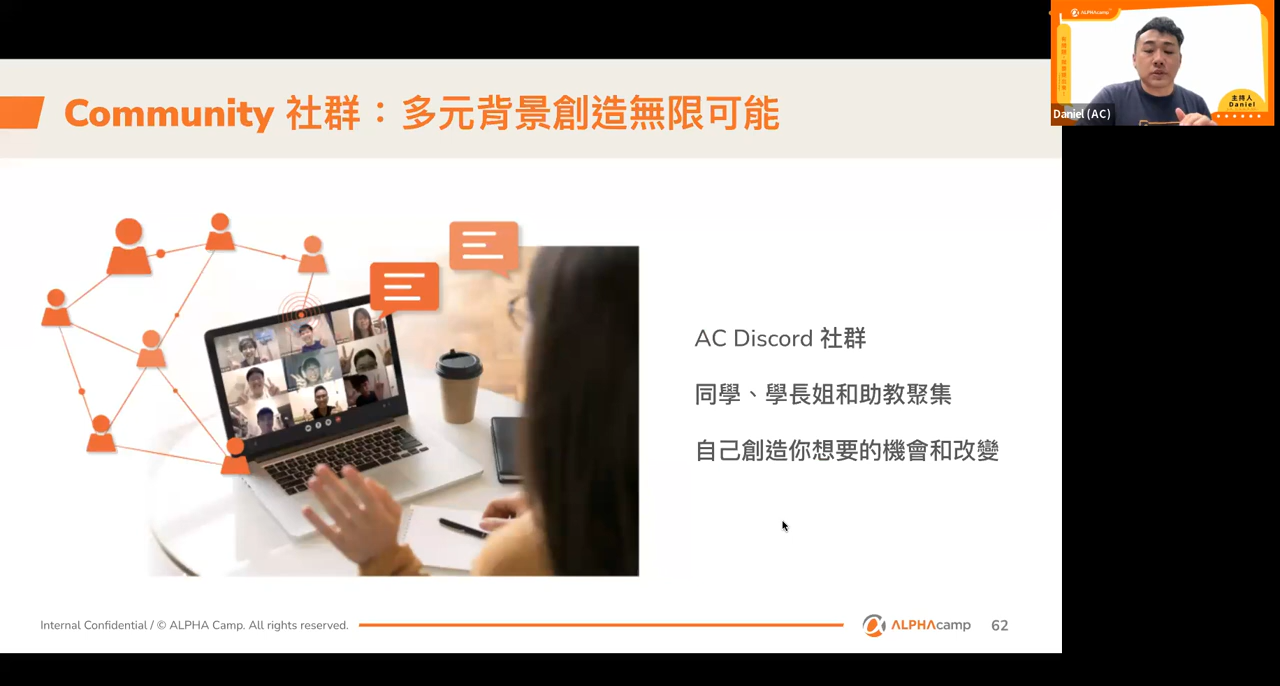 Community 社群：多元背景創造無限可能
AC Discord 社群
同學、學長姐和助教聚集
自己創造你想要的機會和改變
Internal Confidential / © ALPHA Camp. All rights reserved.
ALPHAcamp
62
ALPHAcamp
主持人
Daniel
Daniel (AC)